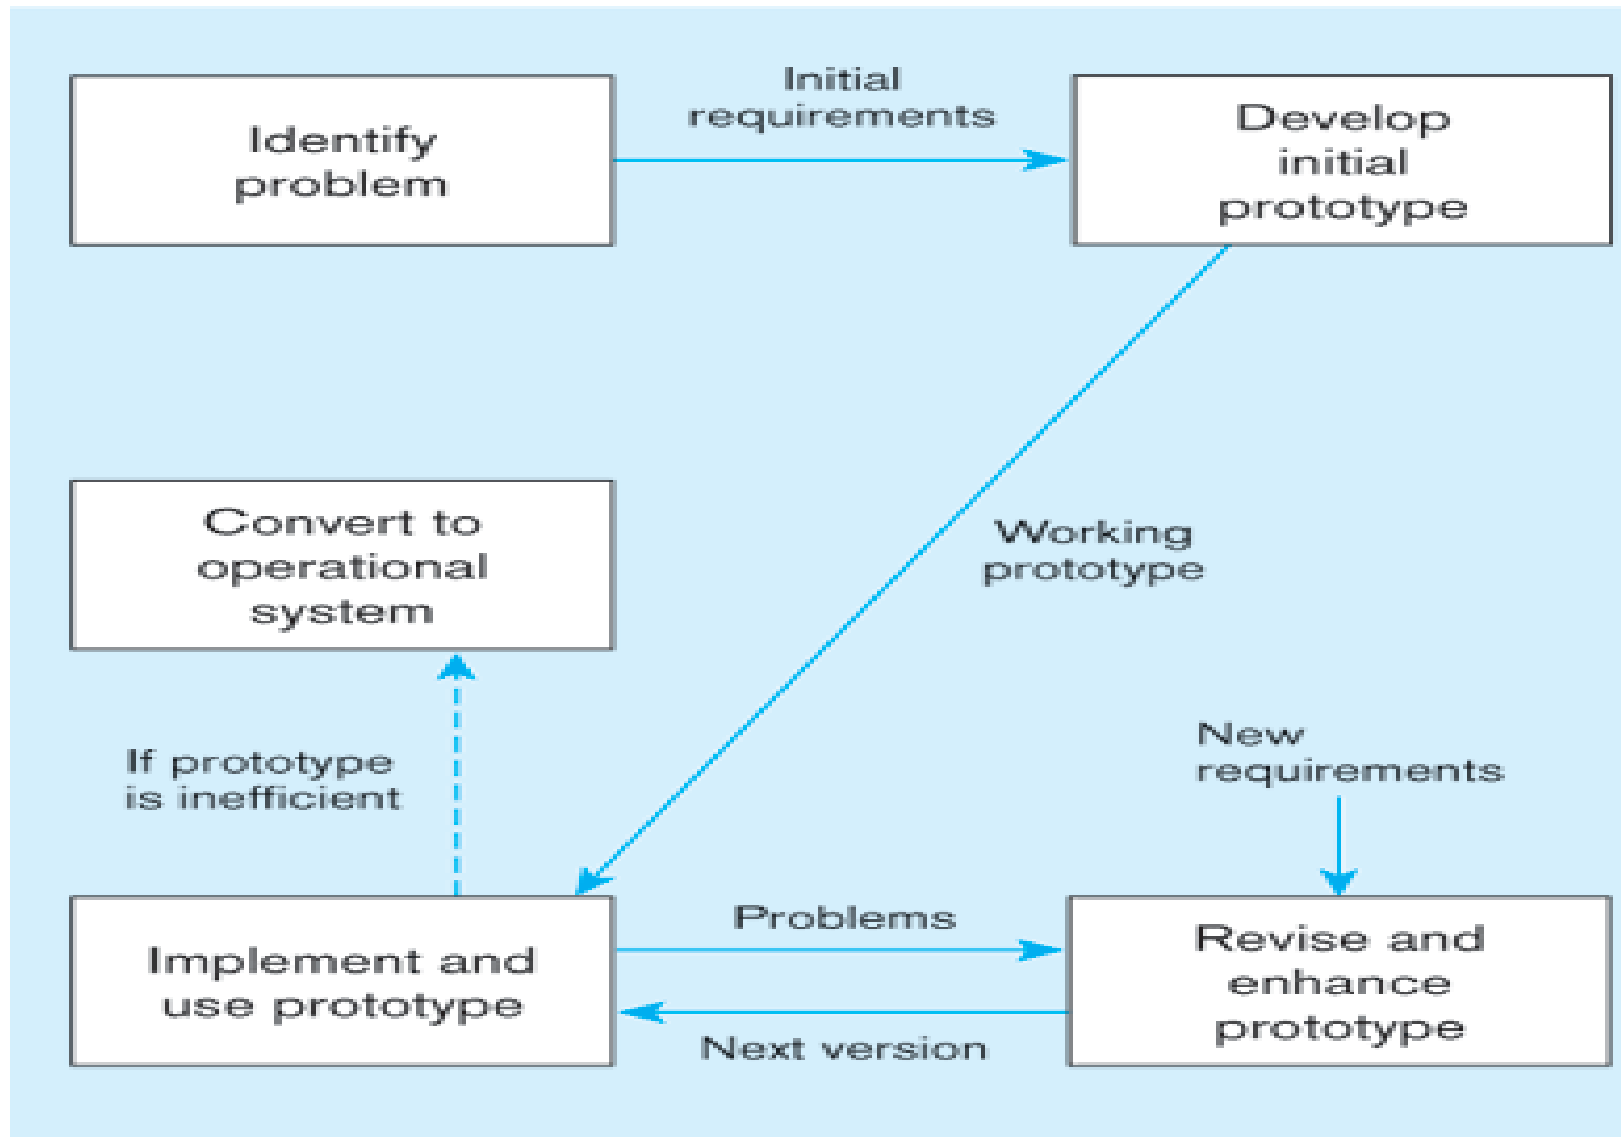 Identify
problem
Initial
requirements
Develop
initial
prototype
Working
prototype
Convert to
operational
system
If prototype
is inefficient
New
requirements
Implement and
use prototype
Problems
Next version
Revise and
enhance
prototype